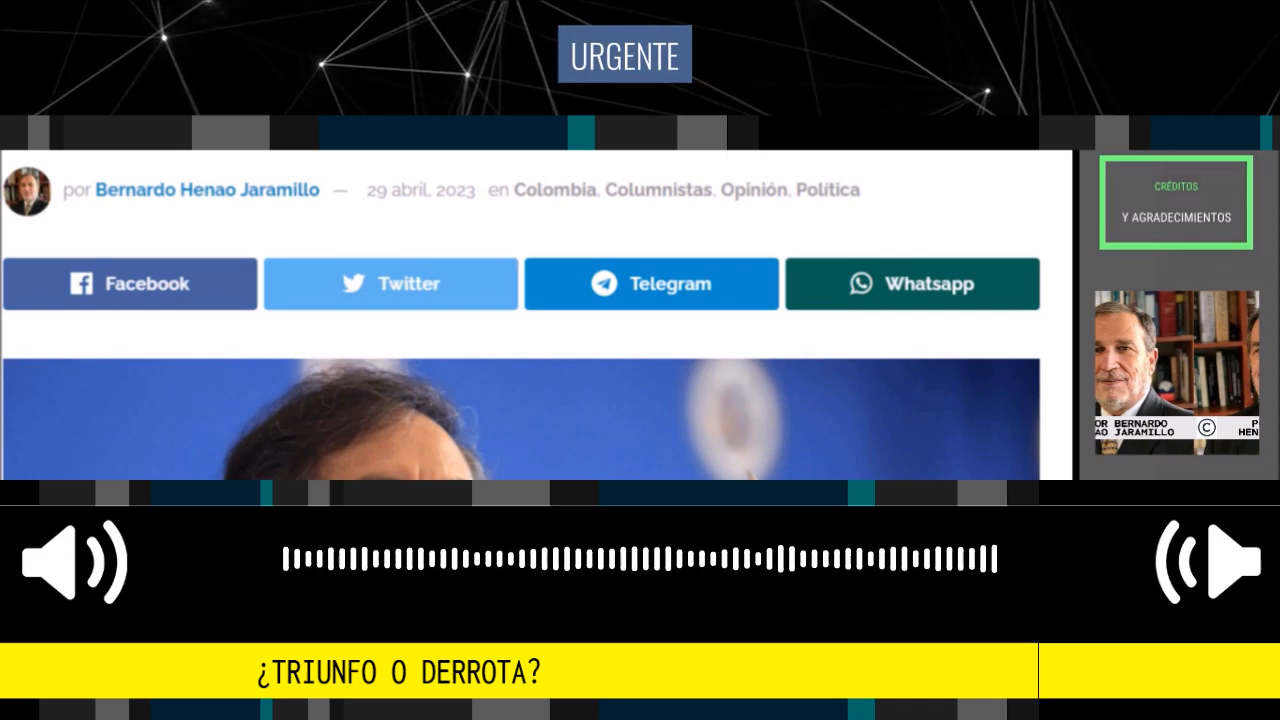 URGENTE
por Bernardo Henao Jaramillo — 29 abril, 2023 en Colombia, Columnistas, Opinión, Política
Facebook
Twitter
Telegram
Whatsapp
CRÉDITOS
Y AGRADECIMIENTOS
OR BERNARDO
AO JARAMILLO
©
P
HEN
¿TRIUNFO O DERROTA?